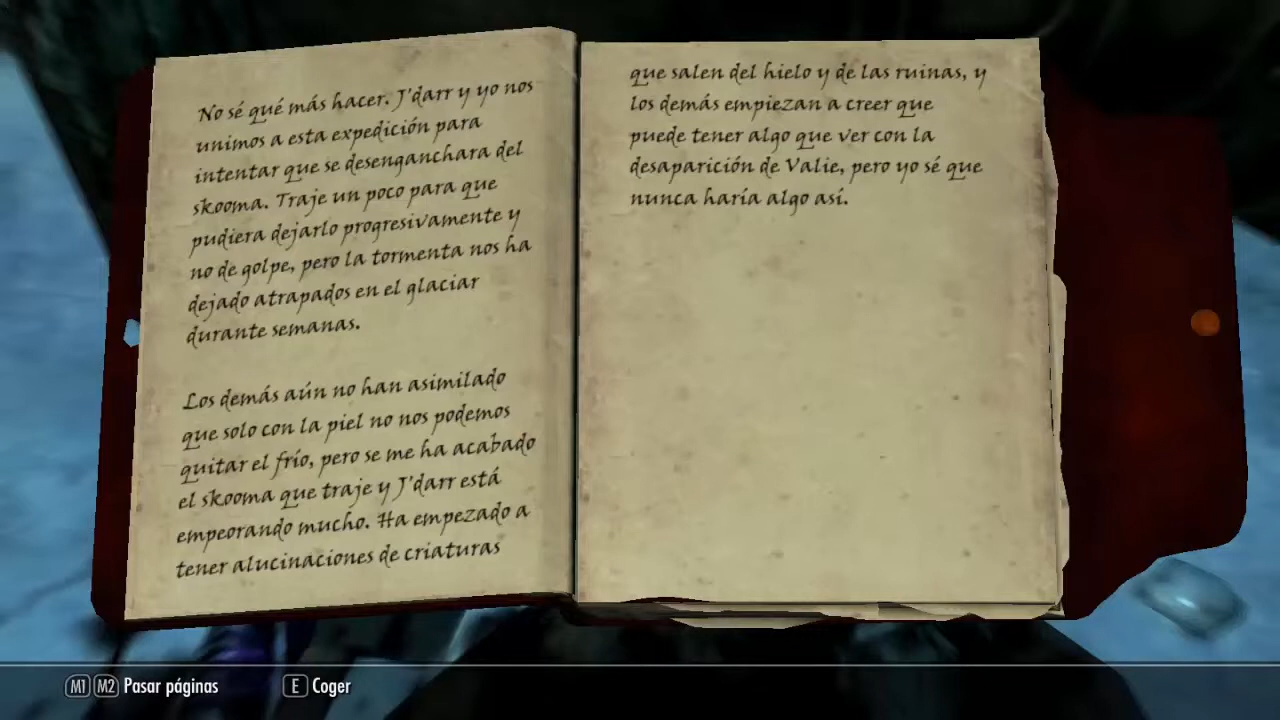 No sé qué más hacer. J'darr y yo nos
unimos a esta expedición para
intentar que se desenganchara del
skooma. Traje un poco para que
pudiera dejarlo progresivamente y
no de golpe, pero la tormenta nos ha
dejado atrapados en el glaciar
durante semanas.
Los demás aún no han asimilado
que solo con la piel no nos podemos
quitar el frío, pero se me ha acabado
el skooma que traje y J'darr está
empeorando mucho. Ha empezado a
tener alucinaciones de criaturas
que salen del hielo y de las ruinas, y
los demás empiezan a creer que
puede tener algo que ver con la
desaparición de Valie, pero yo sé que
nunca haría algo así.
M1 M2 Pasar páginas E Coger